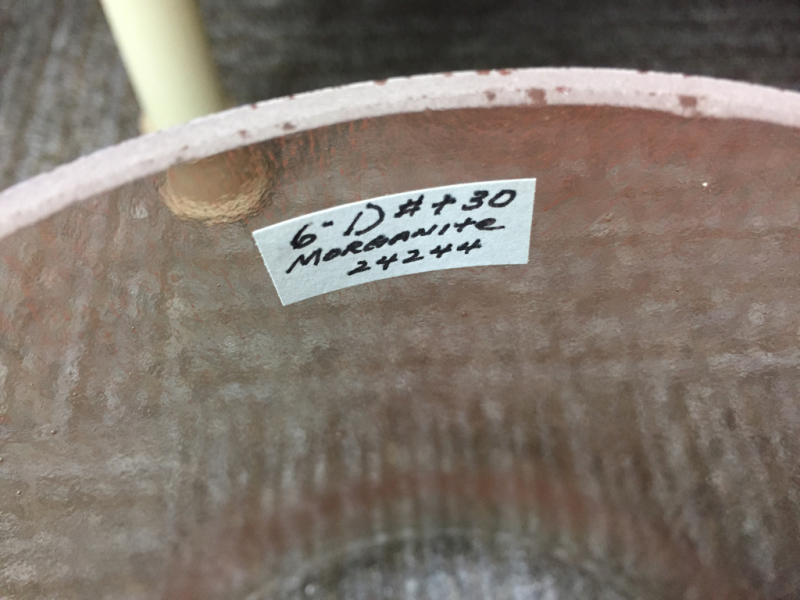 6" D # +30
MORGANITE
24244